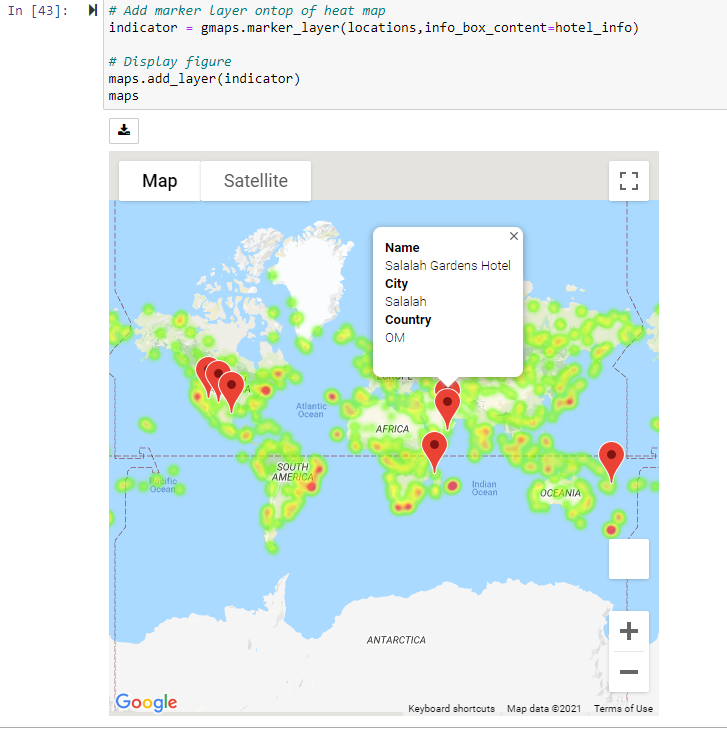 In [43]:
# Add marker layer ontop of heat map
indicator = gmaps.marker_layer(locations,info_box_content=hotel_info)
# Display figure
maps.add_layer(indicator)
maps
Map
Satellite
Name
Salalah Gardens Hotel
City
Salalah
Country
OM
Atlantic
Ocean
AFRICA
SOUTH
AMERICA
Pacific
Ocean
Indian
Ocean
OCEANIA
ANTARCTICA
Google
Keyboard shortcuts
Map data ©2021
Terms of Use